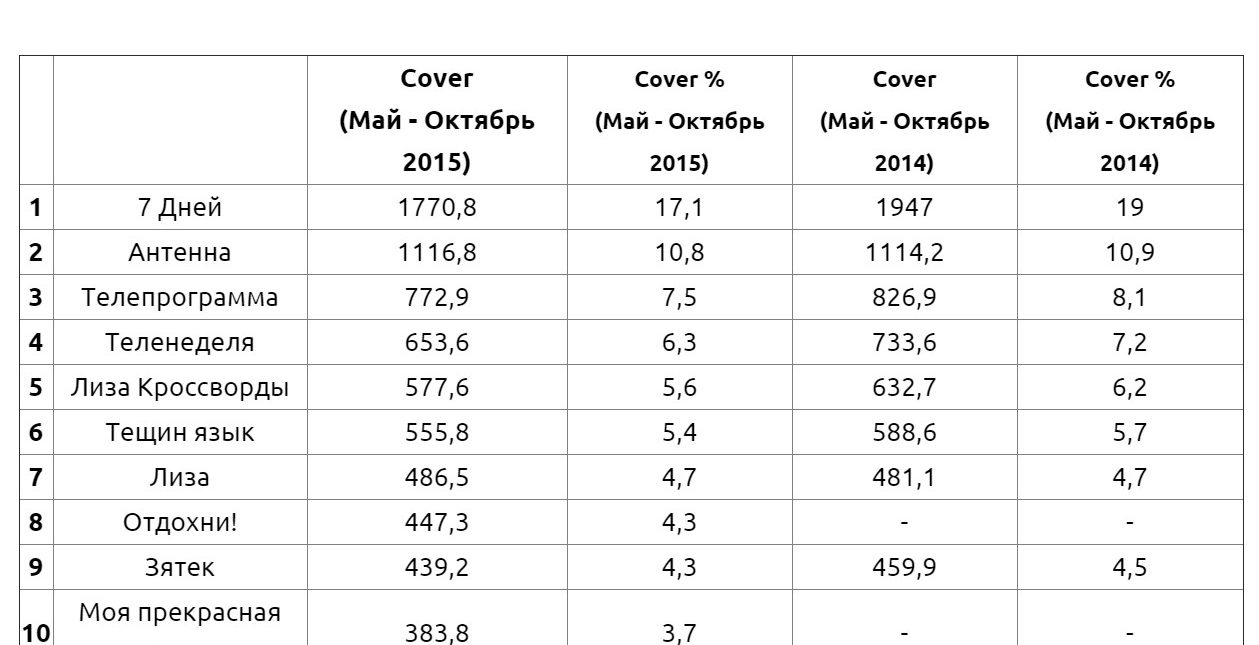 Cover (Май - Октябрь 2015) Cover % (Май - Октябрь 2015) Cover (Май - Октябрь 2014) Cover % (Май - Октябрь 2014)
1 7 Дней 1770,8 17,1 1947 19
2 Антенна 1116,8 10,8 1114,2 10,9
3 Телепрограмма 772,9 7,5 826,9 8,1
4 Теленеделя 653,6 6,3 733,6 7,2
5 Лиза Кроссворды 577,6 5,6 632,7 6,2
6 Тещин язык 555,8 5,4 588,6 5,7
7 Лиза 486,5 4,7 481,1 4,7
8 Отдохни! 447,3 4,3 - -
9 Зятек 439,2 4,3 459,9 4,5
10 Моя прекрасная 383,8 3,7 - -